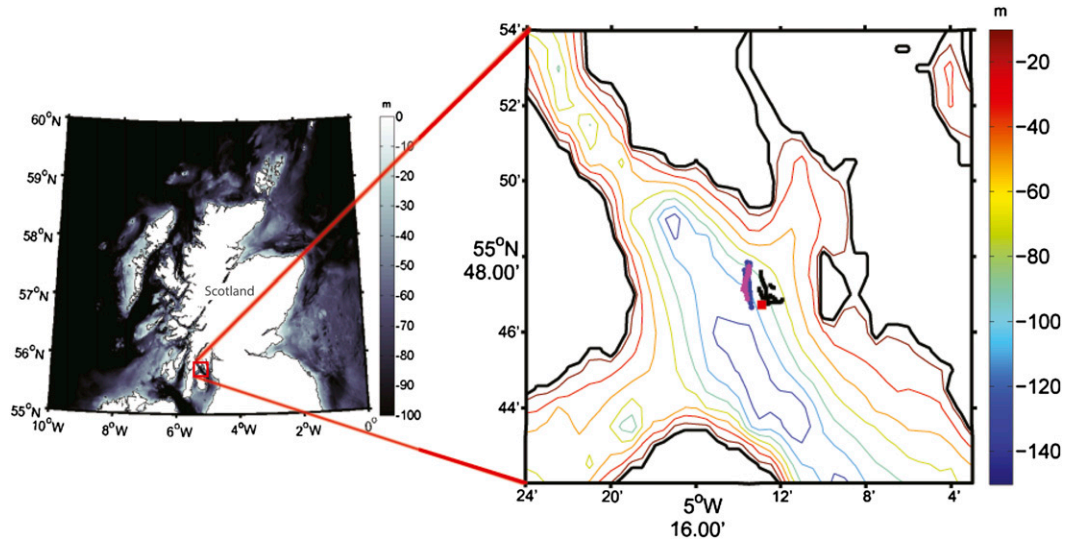 m
0
-10
-20
-30
-40
-50
-60
-70
-80
-90
-100
60°N
59°N
58°N
57°N
56°N
55°N
10°W
8°W
6°W
4°W
2°W
0°
Scotland
54'
52'
50'
55°N
48.00'
46'
44'
24'
20'
5°W
16.00'
12'
8'
4'
m
-20
-40
-60
-80
-100
-120
-140